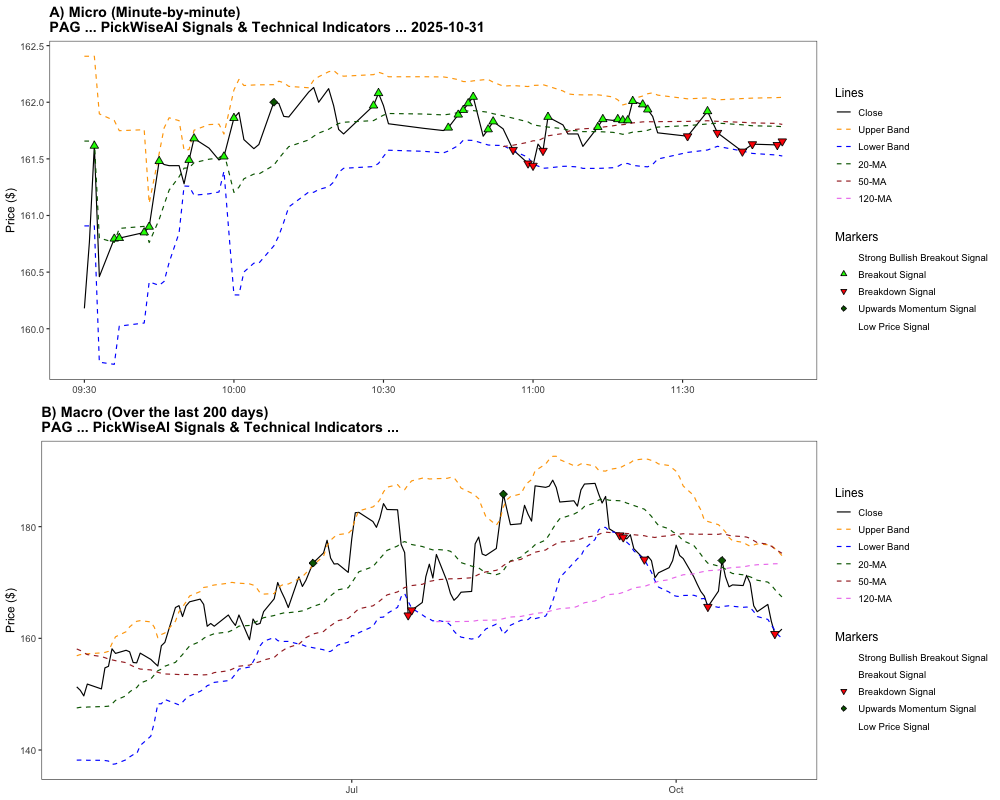 A) Micro (Minute-by-minute)
PAG ... PickWiseAI Signals & Technical Indicators ... 2025-10-31
162.5
162.0
161.5
161.0
160.5
160.0
Price ($)
09:30
10:00
10:30
11:00
11:30
Lines
Close
Upper Band
Lower Band
20-MA
50-MA
120-MA
Markers
Strong Bullish Breakout Signal
Breakout Signal
Breakdown Signal
Upwards Momentum Signal
Low Price Signal
B) Macro (Over the last 200 days)
PAG ... PickWiseAI Signals & Technical Indicators ...
180
160
140
Price ($)
Jul
Oct
Lines
Close
Upper Band
Lower Band
20-MA
50-MA
120-MA
Markers
Strong Bullish Breakout Signal
Breakout Signal
Breakdown Signal
Upwards Momentum Signal
Low Price Signal